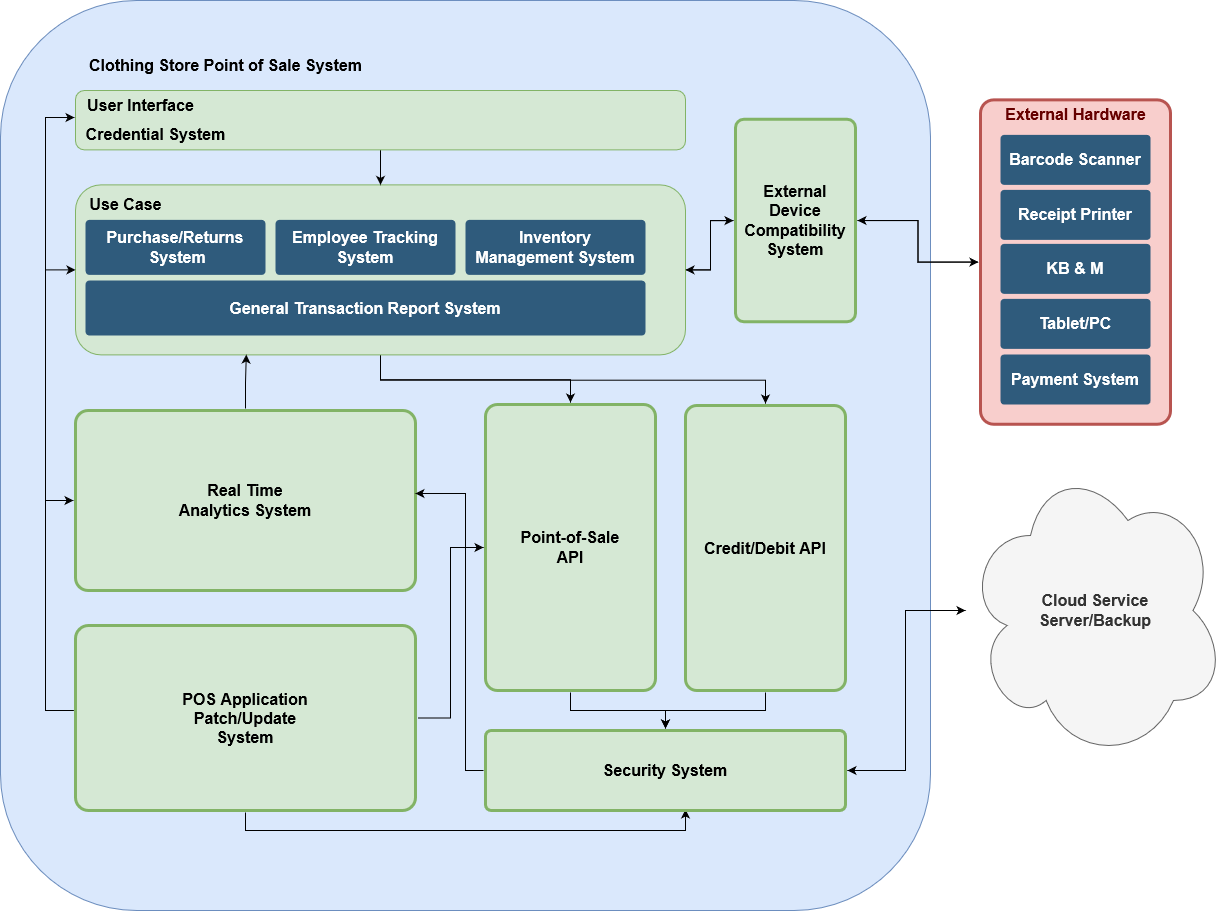 Clothing Store Point of Sale System
User Interface
Credential System
Use Case
Purchase/Returns
System
Employee Tracking
System
Inventory
Management System
General Transaction Report System
External
Device
Compatibility
System
External Hardware
Barcode Scanner
Receipt Printer
KB & M
Tablet/PC
Payment System
Real Time
Analytics System
Point-of-Sale
API
Credit/Debit API
Cloud Service
Server/Backup
POS Application
Patch/Update
System
Security System